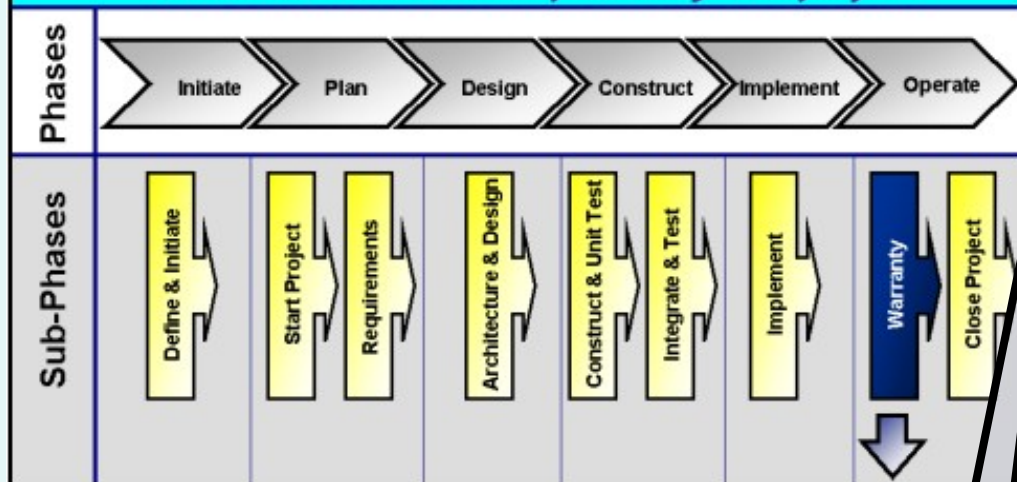 Phases
Initiate
Plan
Design
Construct
Implement
Operate
Sub-Phases
Define & Initiate
Start Project
Requirements
Architecture & Design
Construct & Unit Test
Integrate & Test
Implement
Warranty
Close Project